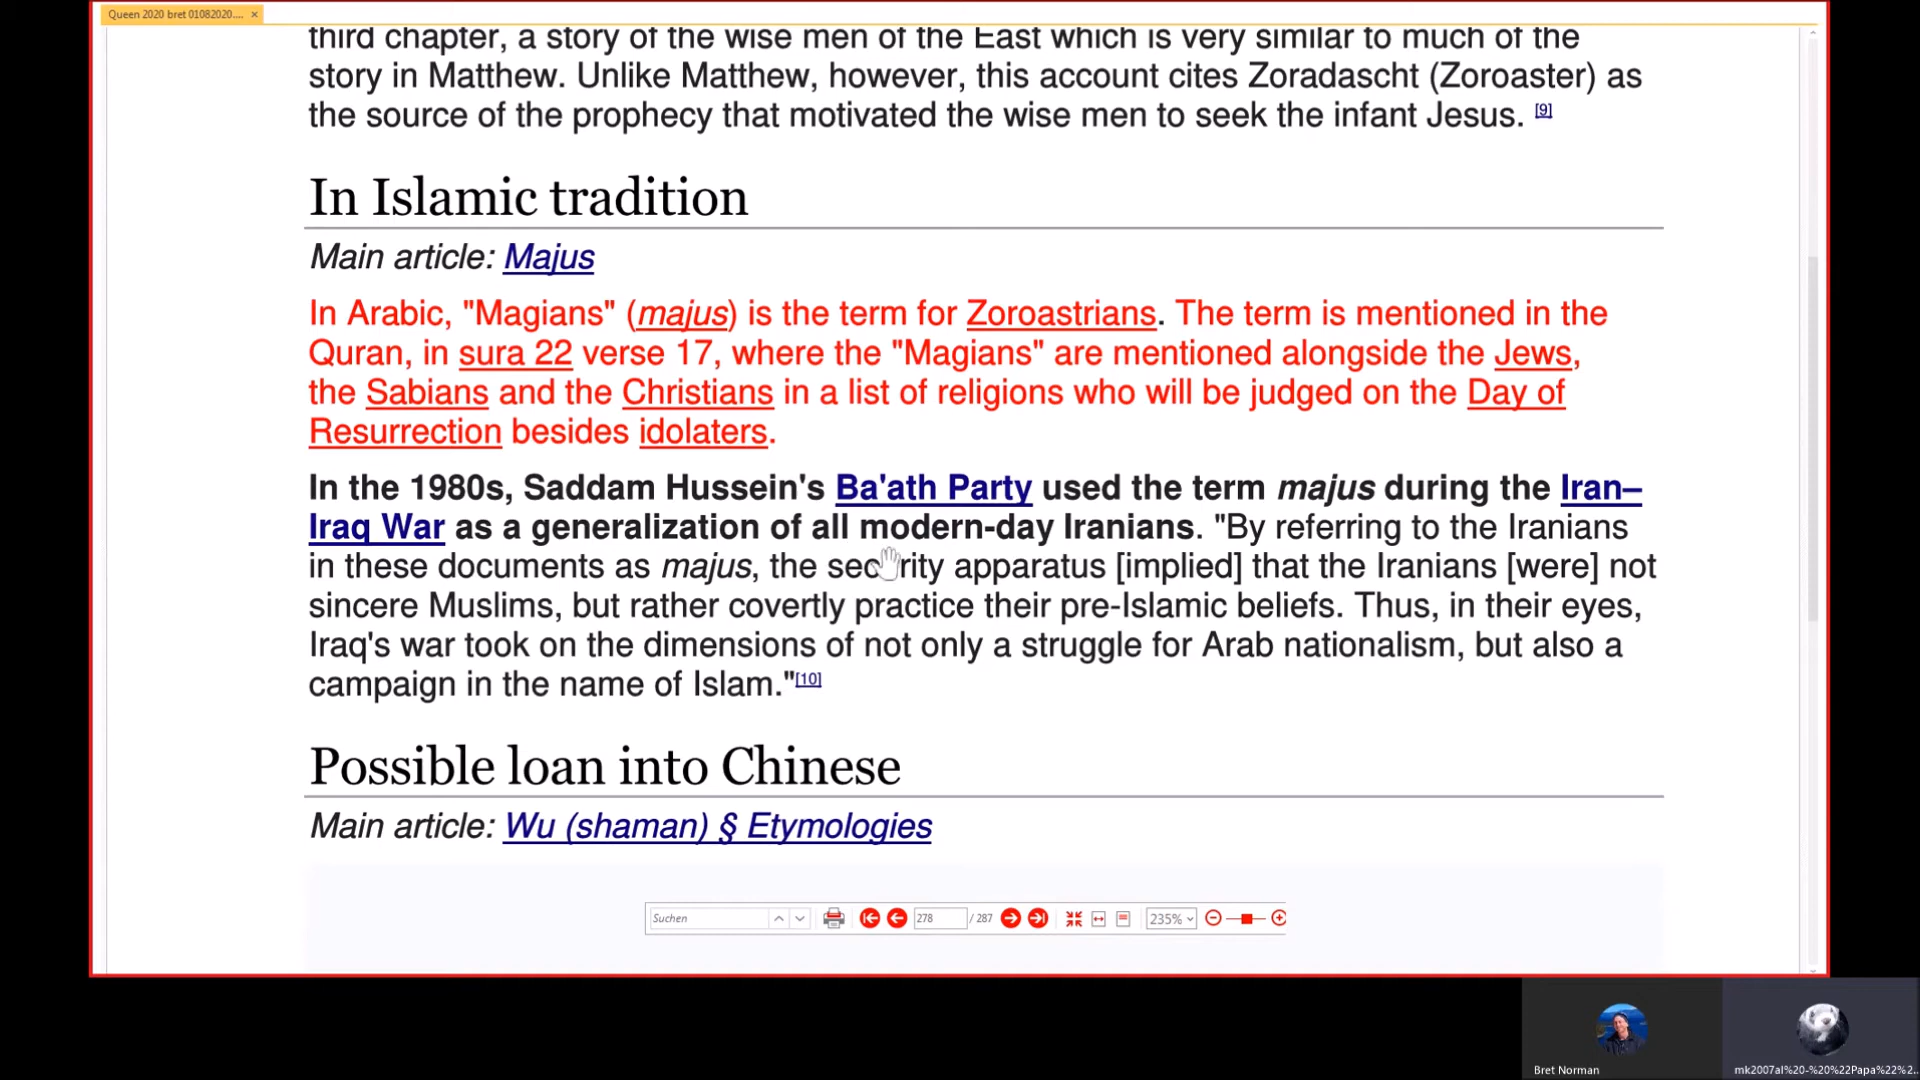 Queen 2020 bret 01082020.... ×
third chapter, a story of the wise men of the East which is very similar to much of the
story in Matthew. Unlike Matthew, however, this account cites Zoradascht (Zoroaster) as
the source of the prophecy that motivated the wise men to seek the infant Jesus. [9]
In Islamic tradition
Main article: Majus
In Arabic, "Magians" (majus) is the term for Zoroastrians. The term is mentioned in the
Quran, in sura 22 verse 17, where the "Magians" are mentioned alongside the Jews,
the Sabians and the Christians in a list of religions who will be judged on the Day of
Resurrection besides idolaters.
In the 1980s, Saddam Hussein's Ba'ath Party used the term majus during the Iran–
Iraq War as a generalization of all modern-day Iranians. "By referring to the Iranians
in these documents as majus, the security apparatus [implied] that the Iranians [were] not
sincere Muslims, but rather covertly practice their pre-Islamic beliefs. Thus, in their eyes,
Iraq's war took on the dimensions of not only a struggle for Arab nationalism, but also a
campaign in the name of Islam."[10]
Possible loan into Chinese
Main article: Wu (shaman) § Etymologies
Suchen 278 / 287 235%
Bret Norman
mk2007al%20-%20%22Papa%22%2...